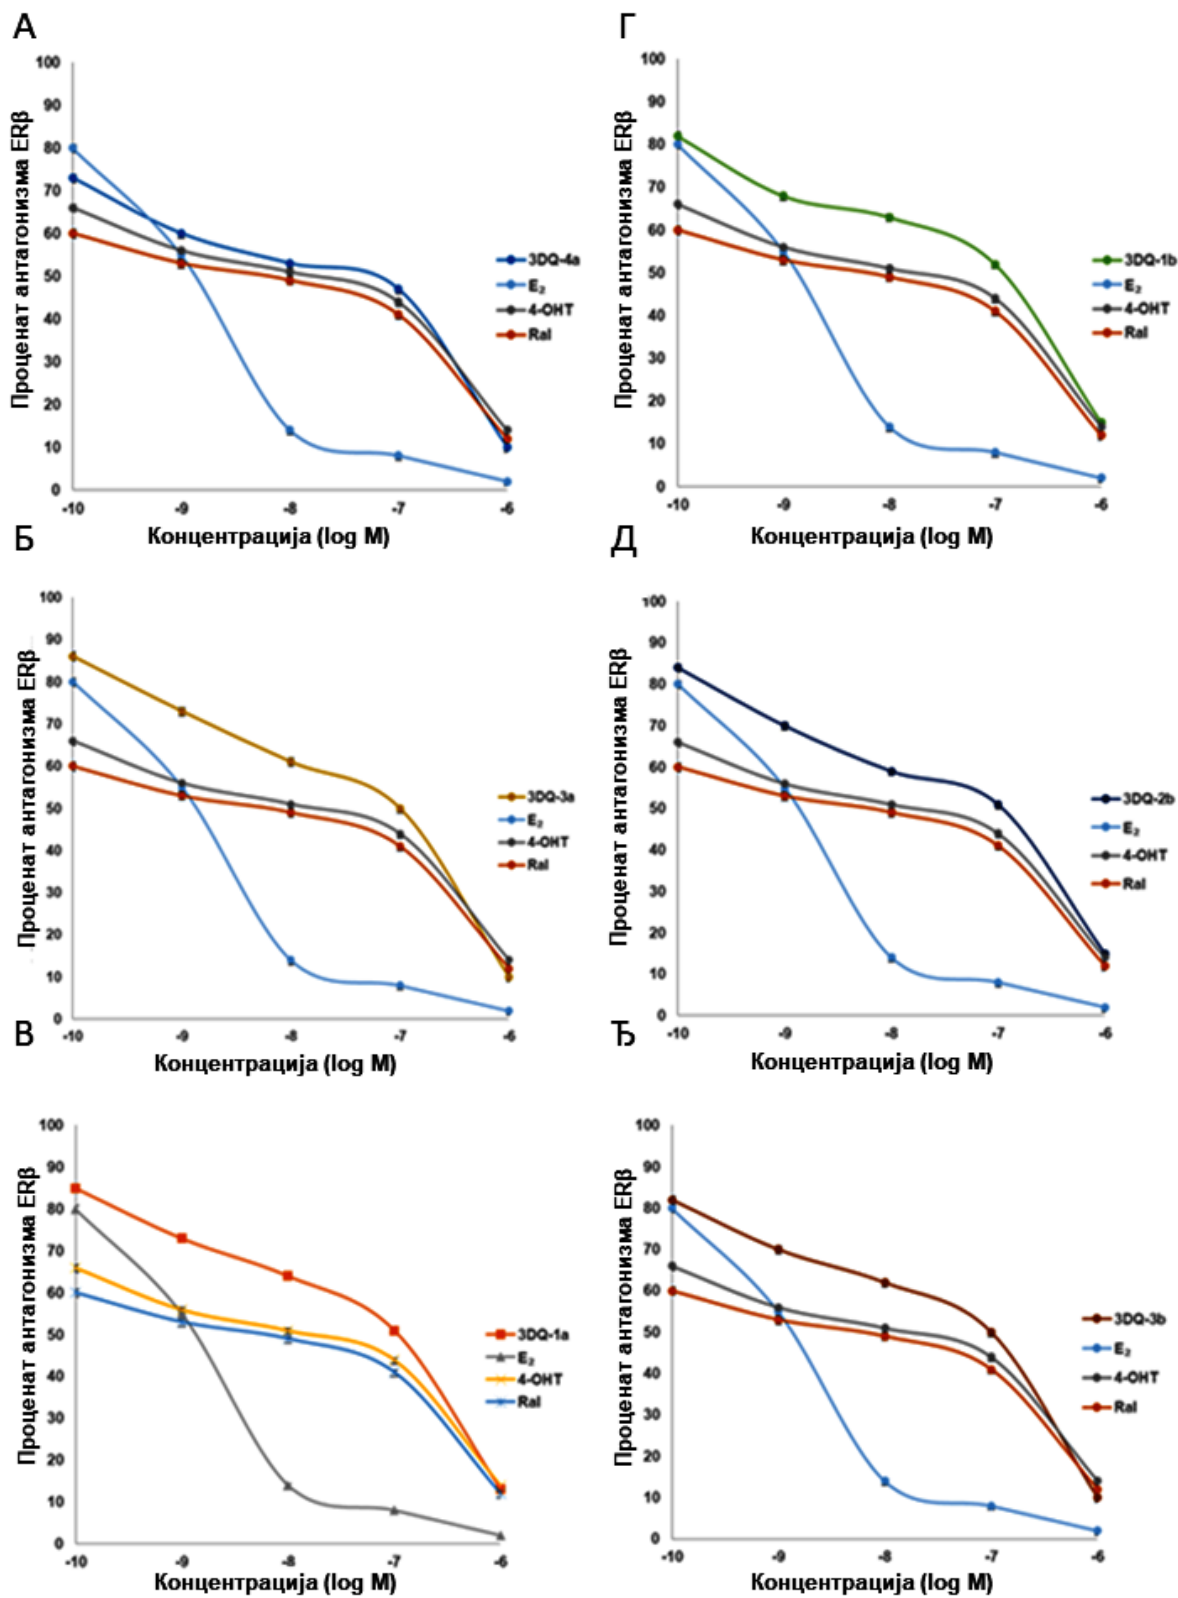 А
Проценат антагонизма ERβ
100
90
80
70
60
50
40
30
20
10
0
-10 -9 -8 -7 -6
Концентрација (log M)
3DQ-4a
E₂
4-OHT
Ral
Г
Проценат антагонизма ERβ
100
90
80
70
60
50
40
30
20
10
0
-10 -9 -8 -7 -6
Концентрација (log M)
3DQ-1b
E₂
4-OHT
Ral
Б
Проценат антагонизма ERβ
100
90
80
70
60
50
40
30
20
10
0
-10 -9 -8 -7 -6
Концентрација (log M)
3DQ-3a
E₂
4-OHT
Ral
Д
Проценат антагонизма ERβ
100
90
80
70
60
50
40
30
20
10
0
-10 -9 -8 -7 -6
Концентрација (log M)
3DQ-2b
E₂
4-OHT
Ral
В
Проценат антагонизма ERβ
100
90
80
70
60
50
40
30
20
10
0
-10 -9 -8 -7 -6
Концентрација (log M)
3DQ-1a
E₂
4-OHT
Ral
Ђ
Проценат антагонизма ERβ
100
90
80
70
60
50
40
30
20
10
0
-10 -9 -8 -7 -6
Концентрација (log M)
3DQ-3b
E₂
4-OHT
Ral